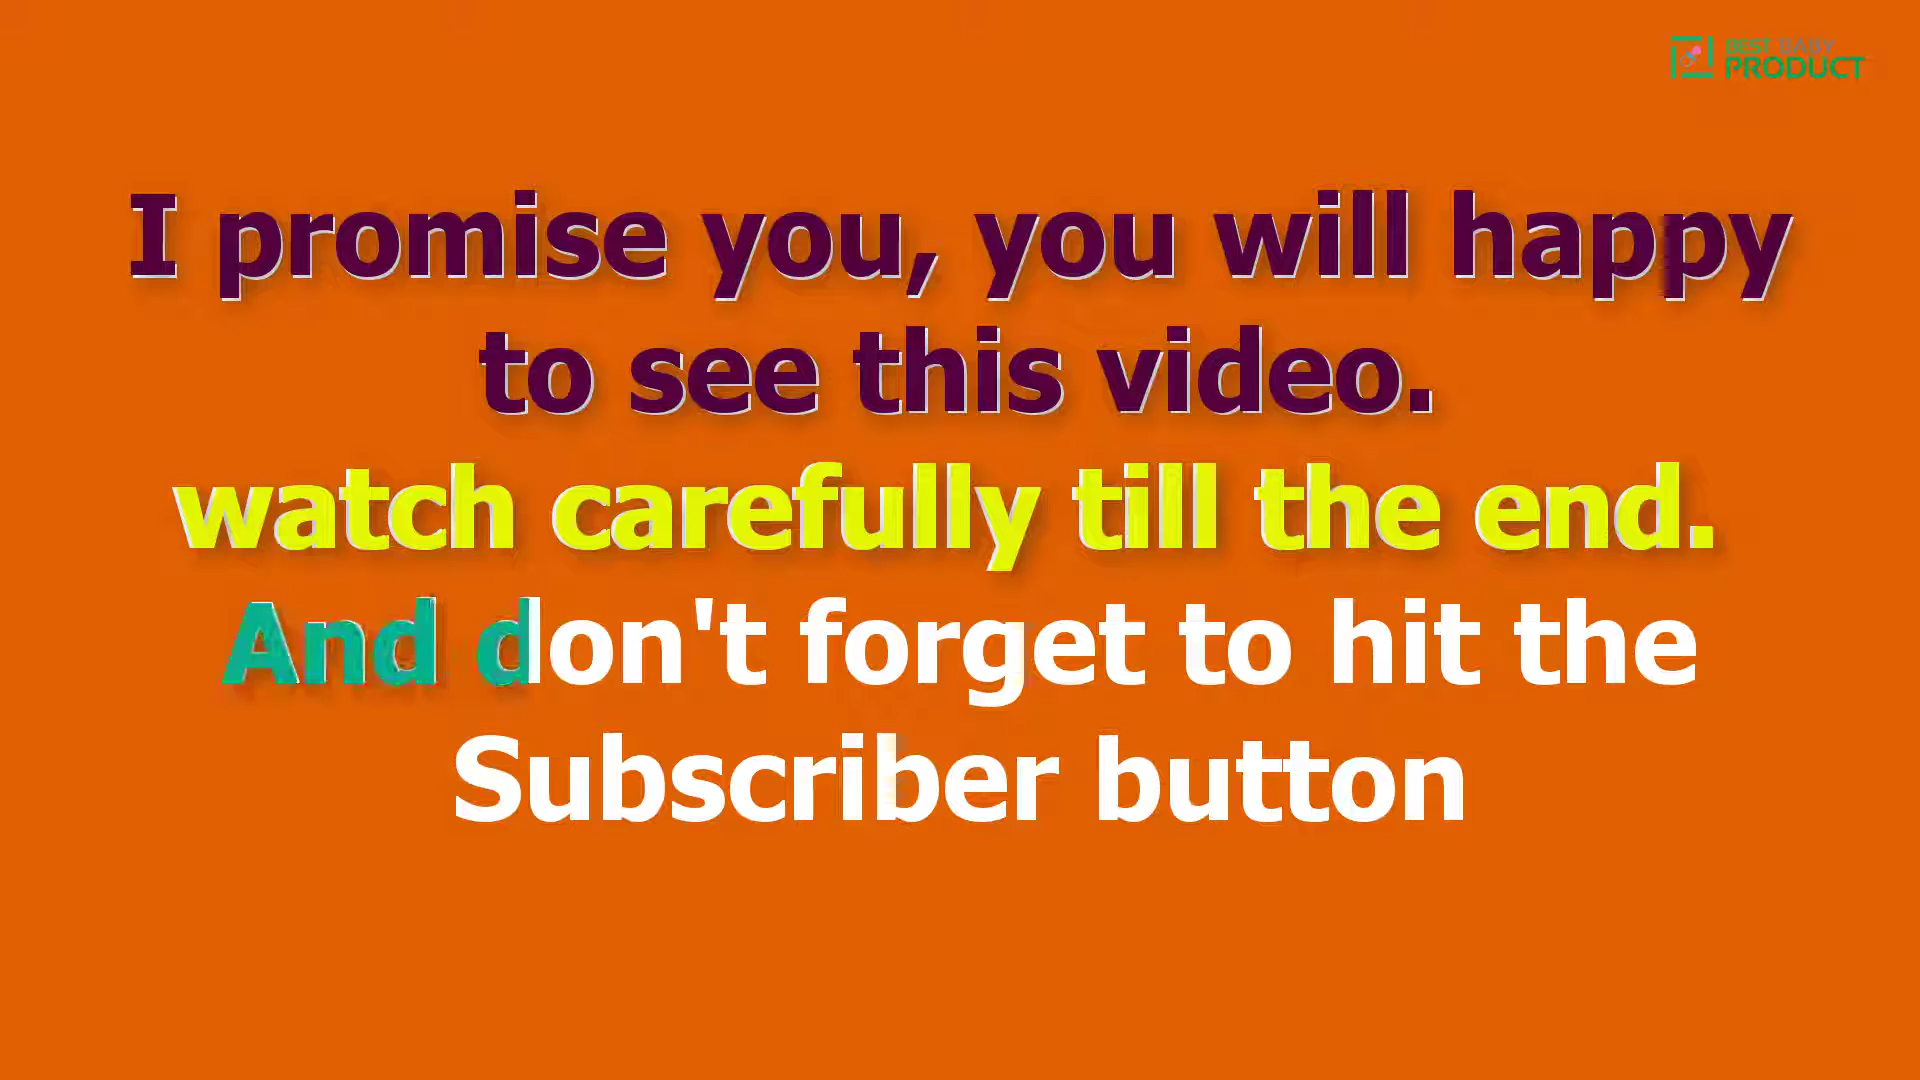 BEST BABY
PRODUCT
I promise you, you will happy
to see this video.
watch carefully till the end.
And don't forget to hit the
Subscriber button